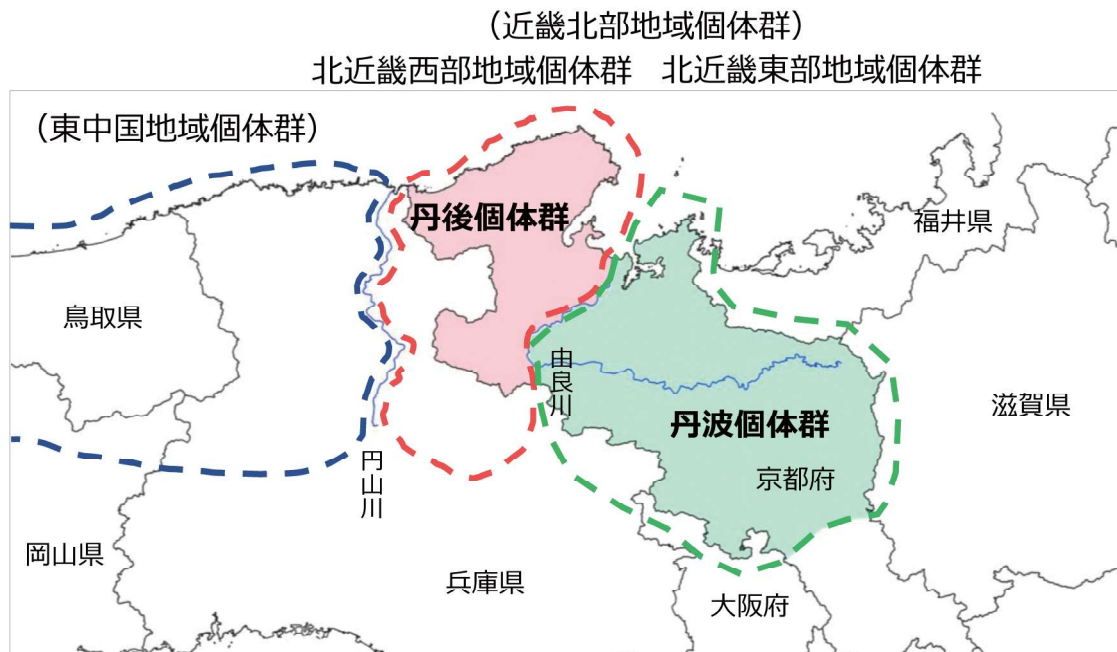 （近畿北部地域個体群）
北近畿西部地域個体群　北近畿東部地域個体群
（東中国地域個体群）
丹後個体群
福井県
鳥取県
由良川
滋賀県
丹波個体群
円山川
京都府
岡山県
兵庫県
大阪府